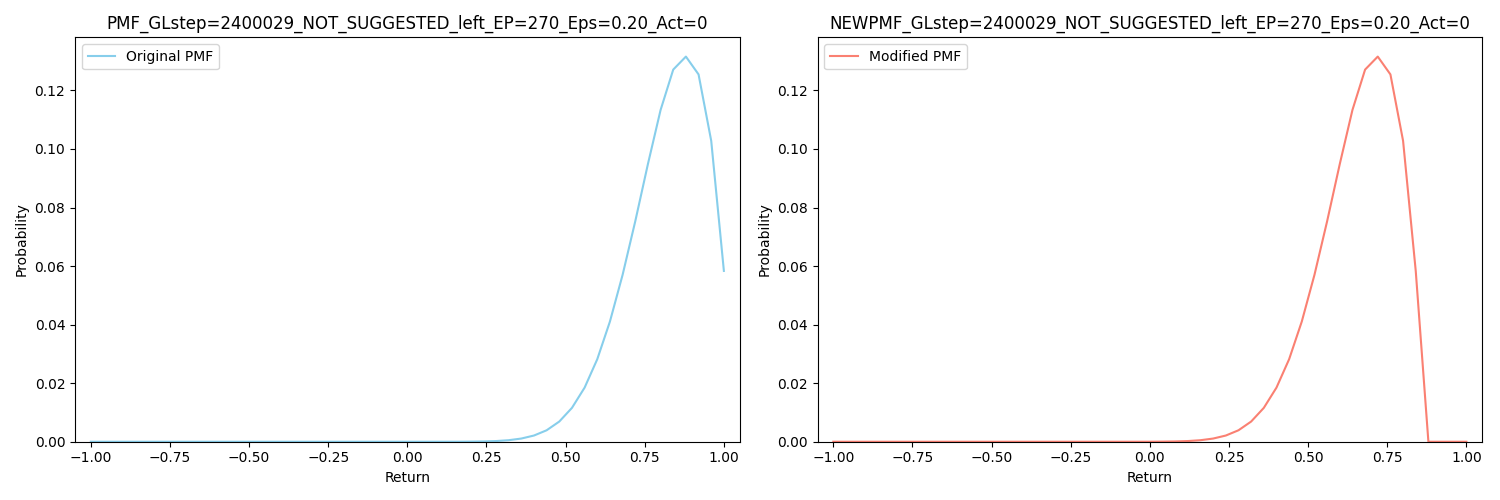 PMF_GLstep=2400029_NOT_SUGGESTED_left_EP=270_Eps=0.20_Act=0
Original PMF
Probability
0.12
0.10
0.08
0.06
0.04
0.02
0.00
−1.00 −0.75 −0.50 −0.25 0.00 0.25 0.50 0.75 1.00
Return
NEWPMF_GLstep=2400029_NOT_SUGGESTED_left_EP=270_Eps=0.20_Act=0
Modified PMF
Probability
0.12
0.10
0.08
0.06
0.04
0.02
0.00
−1.00 −0.75 −0.50 −0.25 0.00 0.25 0.50 0.75 1.00
Return